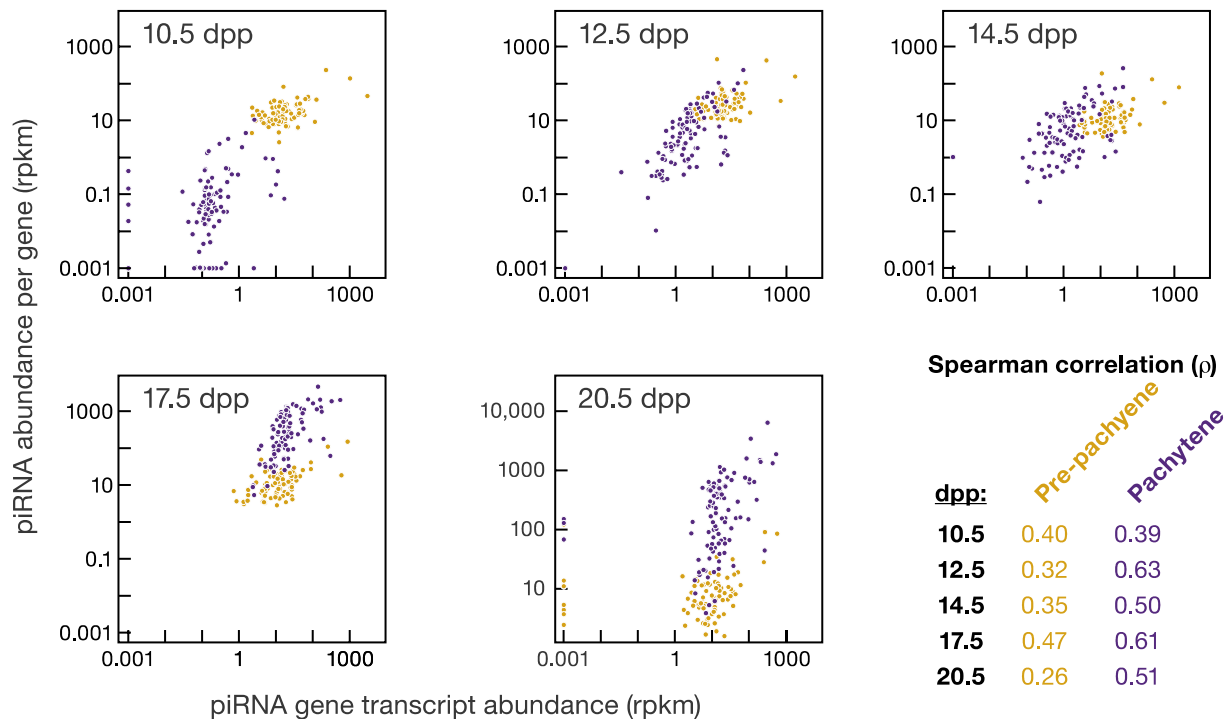 piRNA abundance per gene (rpkm)
10.5 dpp
1000
10
0.1
0.001
0.001
1
1000
12.5 dpp
1000
10
0.1
0.001
0.001
1
1000
14.5 dpp
1000
10
0.1
0.001
0.001
1
1000
17.5 dpp
1000
10
0.1
0.001
0.001
1
1000
20.5 dpp
10,000
1000
100
10
0.001
1
1000
piRNA gene transcript abundance (rpkm)
Spearman correlation (ρ)
dpp: Pre-pachyene Pachytene
10.5 0.40 0.39
12.5 0.32 0.63
14.5 0.35 0.50
17.5 0.47 0.61
20.5 0.26 0.51